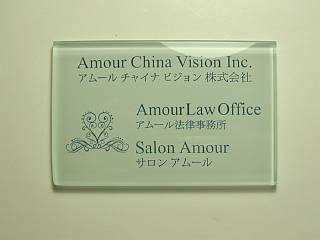 Amour China Vision Inc.
アムール チャイナ ビジョン 株式会社
AmourLawOffice
アムール法律事務所
Salon Amour
サロン アムール